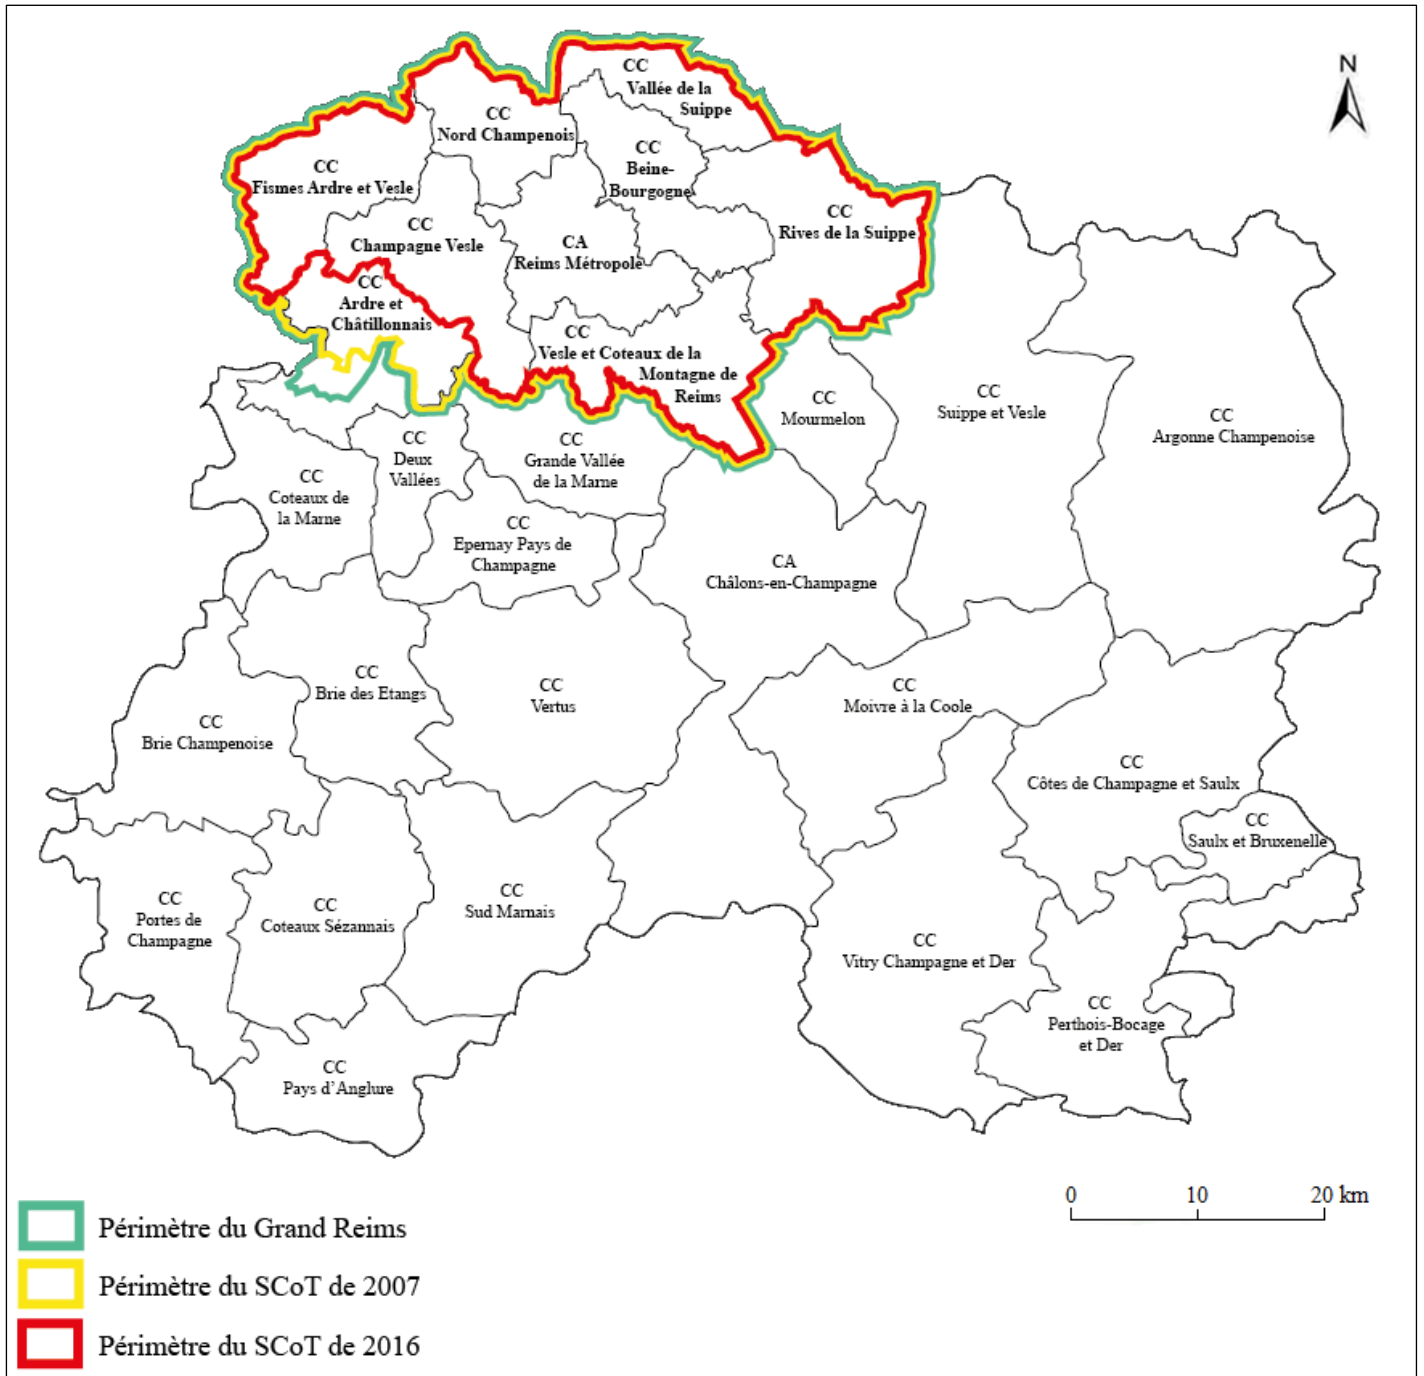 N
CC
Vallée de la
Suippe
CC
Nord Champenois
CC
Beine-
Bourgogne
CC
Fismes Ardre et Vesle
CC
Champagne Vesle
CA
Reims Métropole
CC
Rives de la Suippe
CC
Ardre et
Châtillonnais
CC
Vesle et Coteaux de la
Montagne de
Reims
CC
Mourmelon
CC
Suippe et Vesle
CC
Argonne Champenoise
CC
Deux
Vallées
CC
Grande Vallée
de la Marne
CC
Coteaux de
la Marne
CC
Epernay Pays de
Champagne
CA
Châlons-en-Champagne
CC
Brie des Etangs
CC
Vertus
CC
Moivre à la Coole
CC
Brie Champenoise
CC
Côtes de Champagne et Saulx
CC
Saulx et Bruxenelle
CC
Portes de
Champagne
CC
Coteaux Sézannais
CC
Sud Marnais
CC
Vitry Champagne et Der
CC
Perthois-Bocage
et Der
CC
Pays d’Anglure
0 10 20 km
Périmètre du Grand Reims
Périmètre du SCoT de 2007
Périmètre du SCoT de 2016